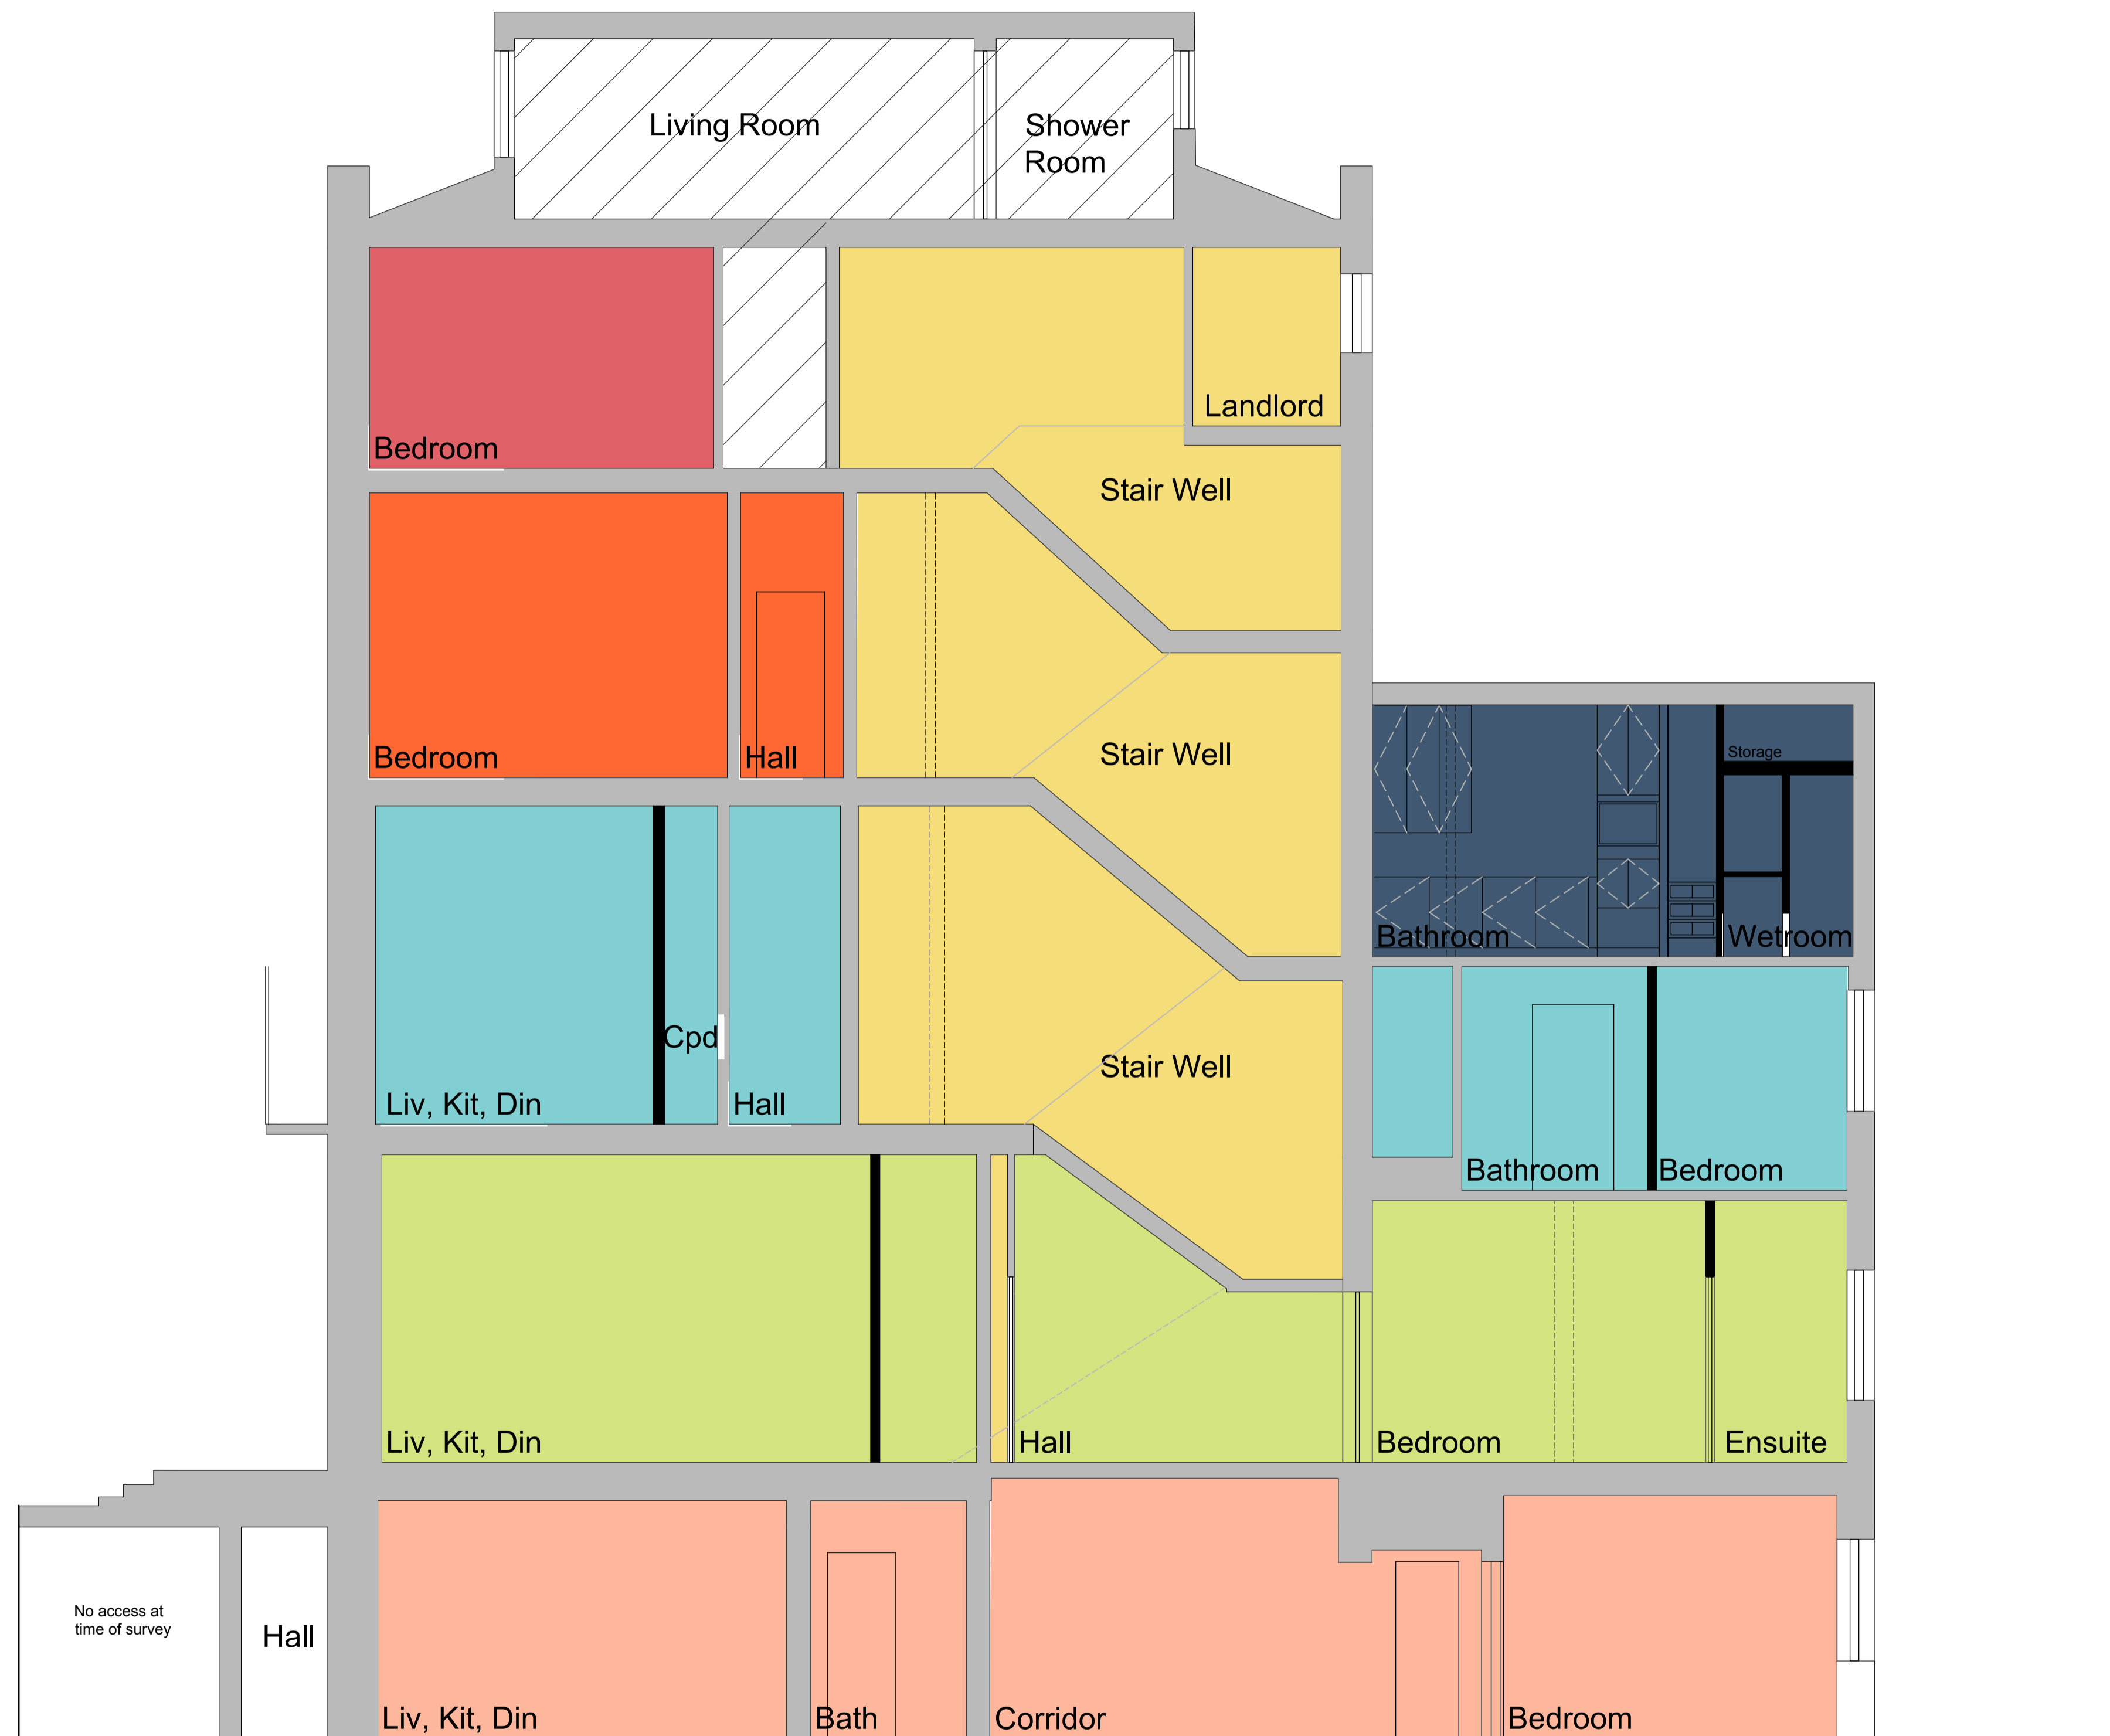 Living Room
Shower
Room
Landlord
Bedroom
Stair Well
Bedroom
Hall
Stair Well
Storage
Bathroom
Wetroom
Cpd
Stair Well
Liv, Kit, Din
Hall
Bathroom
Bedroom
Liv, Kit, Din
Hall
Bedroom
Ensuite
No access at
time of survey
Hall
Liv, Kit, Din
Bath
Corridor
Bedroom